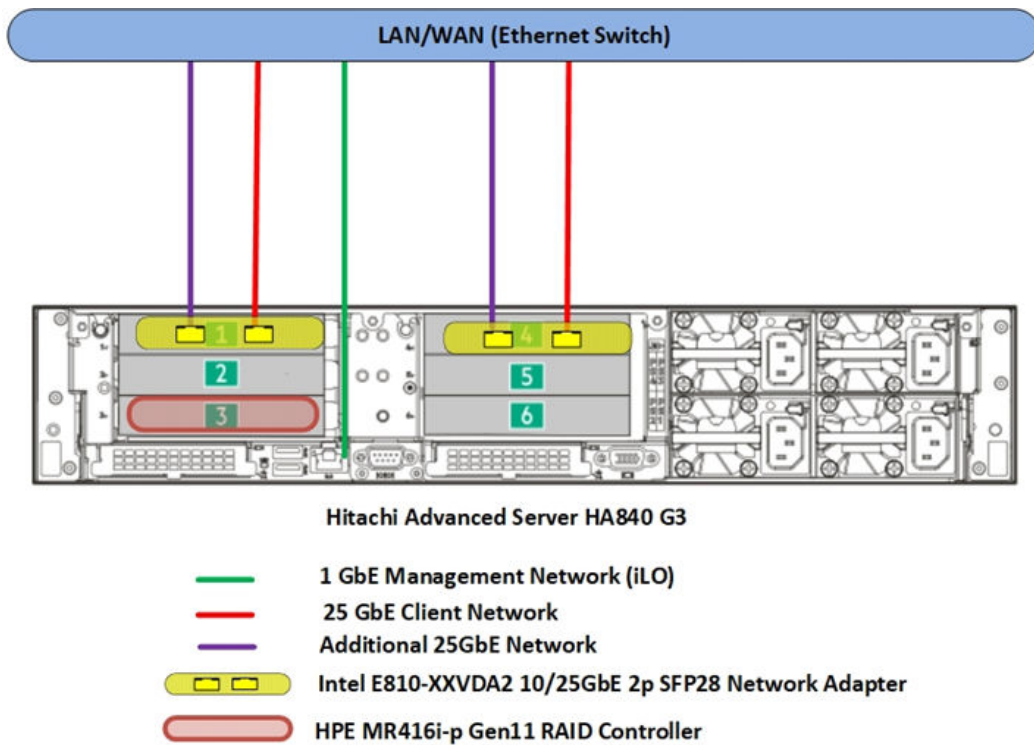 LAN/WAN (Ethernet Switch)
1
4
2
5
3
6
Hitachi Advanced Server HA840 G3
1 GbE Management Network (iLO)
25 GbE Client Network
Additional 25GbE Network
Intel E810-XXVDA2 10/25GbE 2p SFP28 Network Adapter
HPE MR416i-p Gen11 RAID Controller